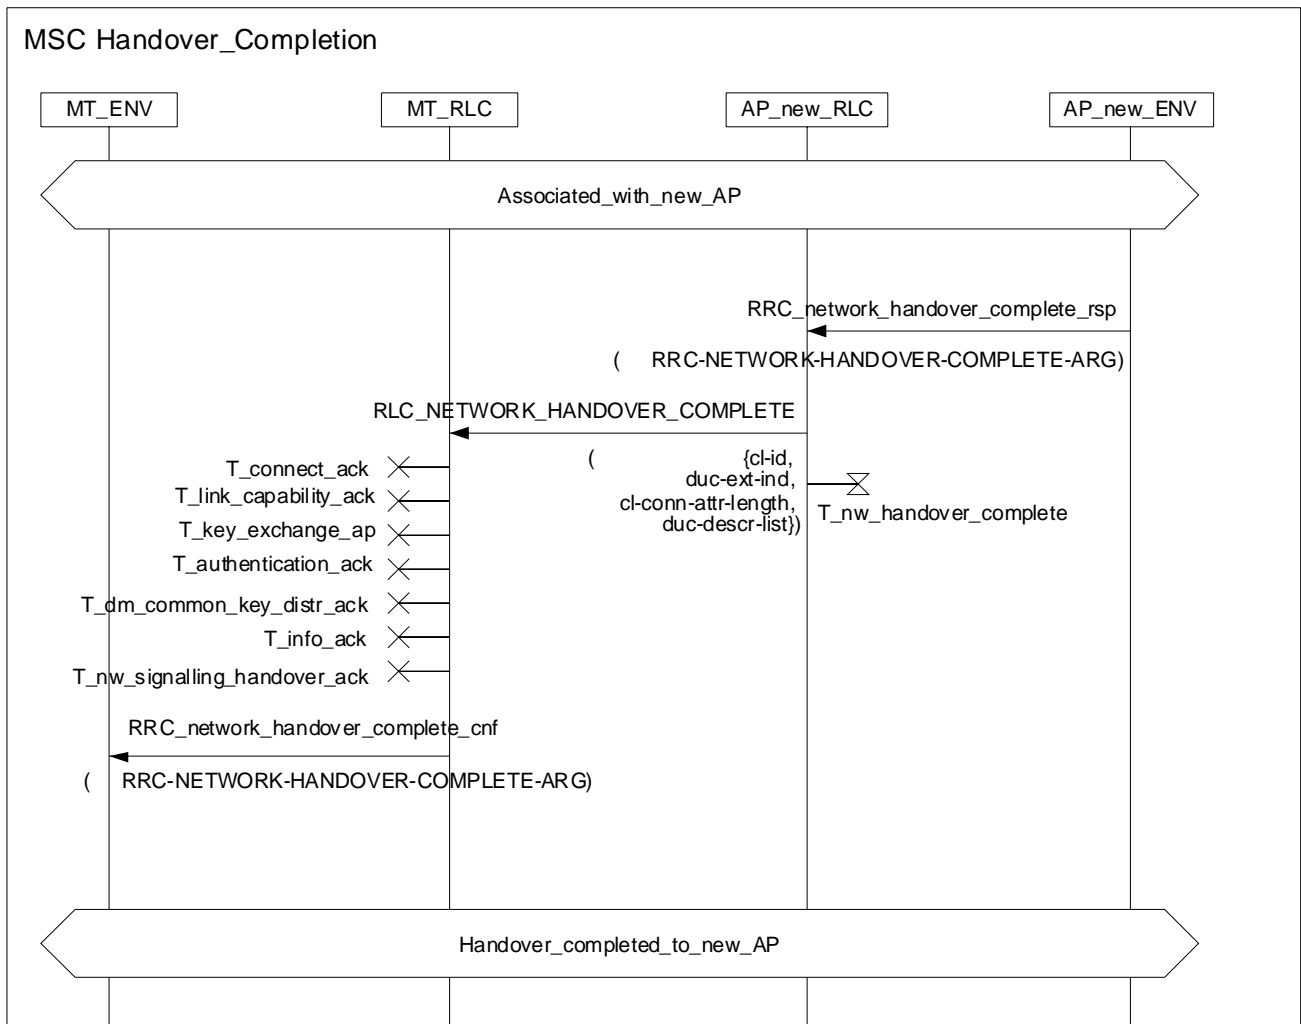 MSC Handover_Completion
MT_ENV
MT_RLC
AP_new_RLC
AP_new_ENV
Associated_with_new_AP
RRC_network_handover_complete_rsp
( RRC-NETWORK-HANDOVER-COMPLETE-ARG)
RLC_NETWORK_HANDOVER_COMPLETE
( {cl-id,
duc-ext-ind,
cl-conn-attr-length,
duc-descr-list})
T_nw_handover_complete
T_connect_ack
T_link_capability_ack
T_key_exchange_ap
T_authentication_ack
T_dm_common_key_distr_ack
T_info_ack
T_nw_signalling_handover_ack
RRC_network_handover_complete_cnf
( RRC-NETWORK-HANDOVER-COMPLETE-ARG)
Handover_completed_to_new_AP